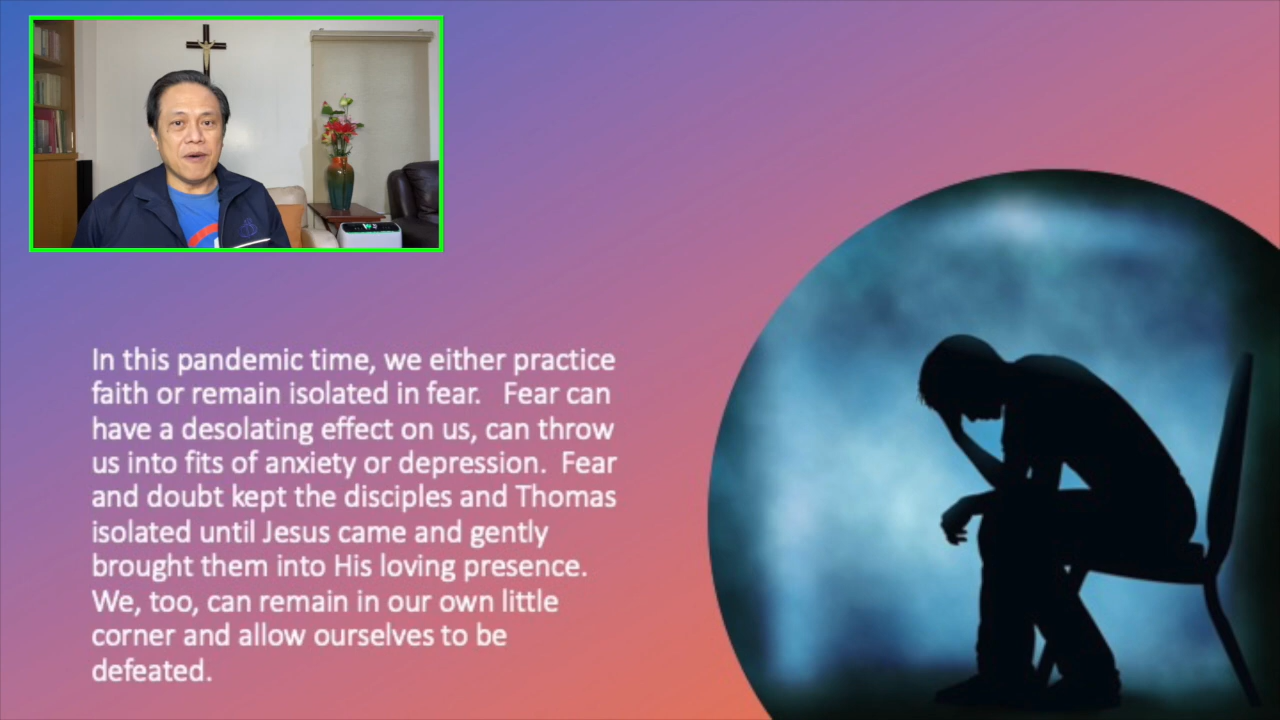 In this pandemic time, we either practice
faith or remain isolated in fear.   Fear can
have a desolating effect on us, can throw
us into fits of anxiety or depression.  Fear
and doubt kept the disciples and Thomas
isolated until Jesus came and gently
brought them into His loving presence.
We, too, can remain in our own little
corner and allow ourselves to be
defeated.